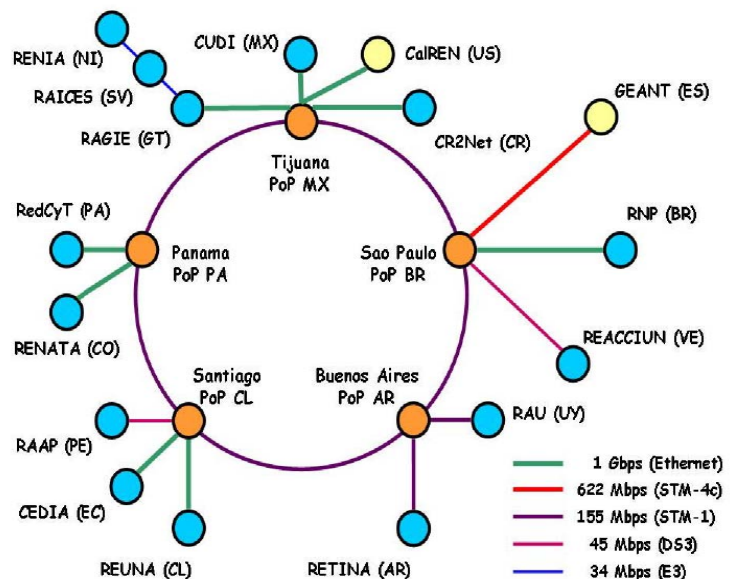 CUDI (MX)
CalREN (US)
RENIA (NI)
RAICES (SV)
GEANT (ES)
RAGIE (GT)
CR2Net (CR)
Tijuana
PoP MX
RedCyT (PA)
RNP (BR)
Panama
PoP PA
Sao Paulo
PoP BR
RENATA (CO)
REACCIUN (VE)
Santiago
PoP CL
Buenos Aires
PoP AR
RAU (UY)
RAAP (PE)
CEDIA (EC)
REUNA (CL)
RETINA (AR)
1 Gbps (Ethernet)
622 Mbps (STM-4c)
155 Mbps (STM-1)
45 Mbps (DS3)
34 Mbps (E3)